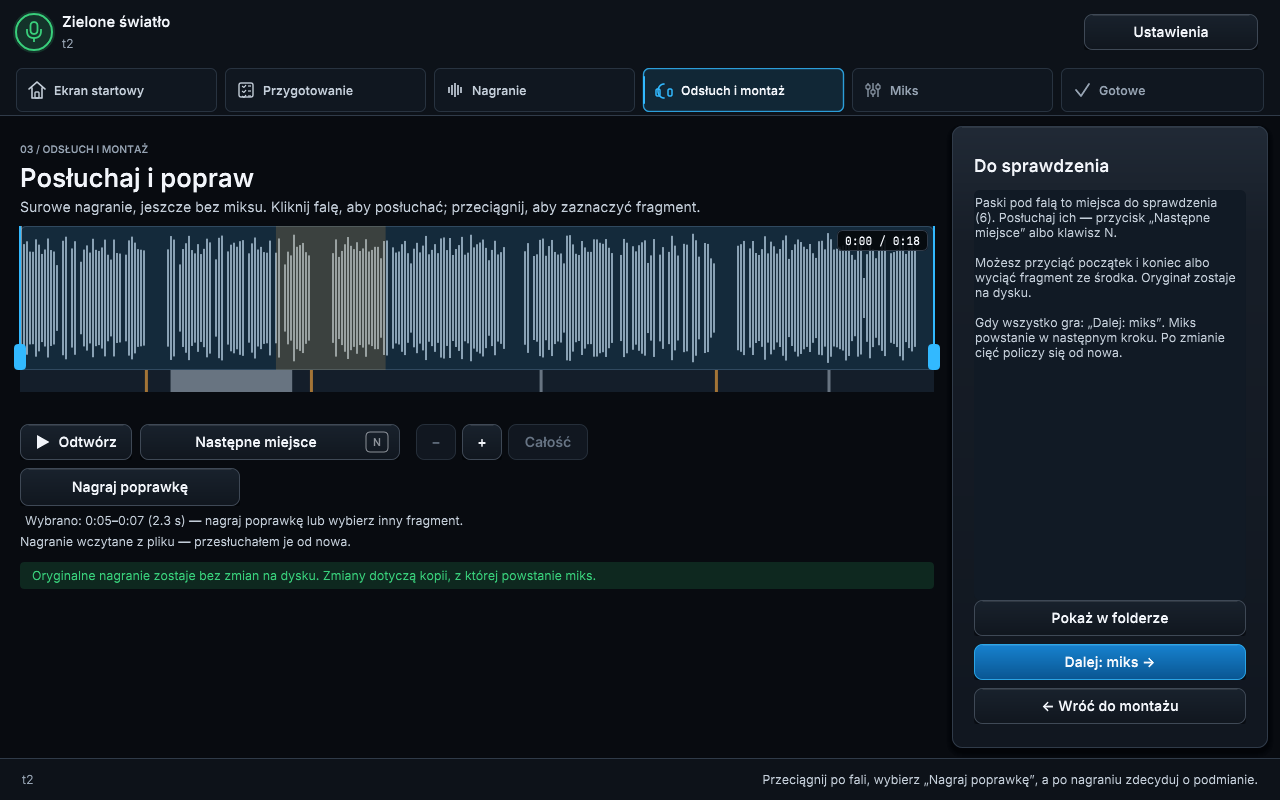 Zielone światło
t2
Ustawienia
Ekran startowy
Przygotowanie
Nagranie
Odsłuch i montaż
Miks
Gotowe
03 / ODSŁUCH I MONTAŻ
Posłuchaj i popraw
Surowe nagranie, jeszcze bez miksu. Kliknij falę, aby posłuchać; przeciągnij, aby zaznaczyć fragment.
0:00 / 0:18
Odtwórz
Następne miejsce
N
−
+
Całość
Nagraj poprawkę
Wybrano: 0:05–0:07 (2.3 s) — nagraj poprawkę lub wybierz inny fragment.
Nagranie wczytane z pliku — przesłuchałem je od nowa.
Oryginalne nagranie zostaje bez zmian na dysku. Zmiany dotyczą kopii, z której powstanie miks.
Do sprawdzenia
Paski pod falą to miejsca do sprawdzenia
(6). Posłuchaj ich — przycisk „Następne
miejsce” albo klawisz N.
Możesz przyciąć początek i koniec albo
wyciąć fragment ze środka. Oryginał zostaje
na dysku.
Gdy wszystko gra: „Dalej: miks”. Miks
powstanie w następnym kroku. Po zmianie
cięć policzy się od nowa.
Pokaż w folderze
Dalej: miks →
← Wróć do montażu
t2
Przeciągnij po fali, wybierz „Nagraj poprawkę”, a po nagraniu zdecyduj o podmianie.